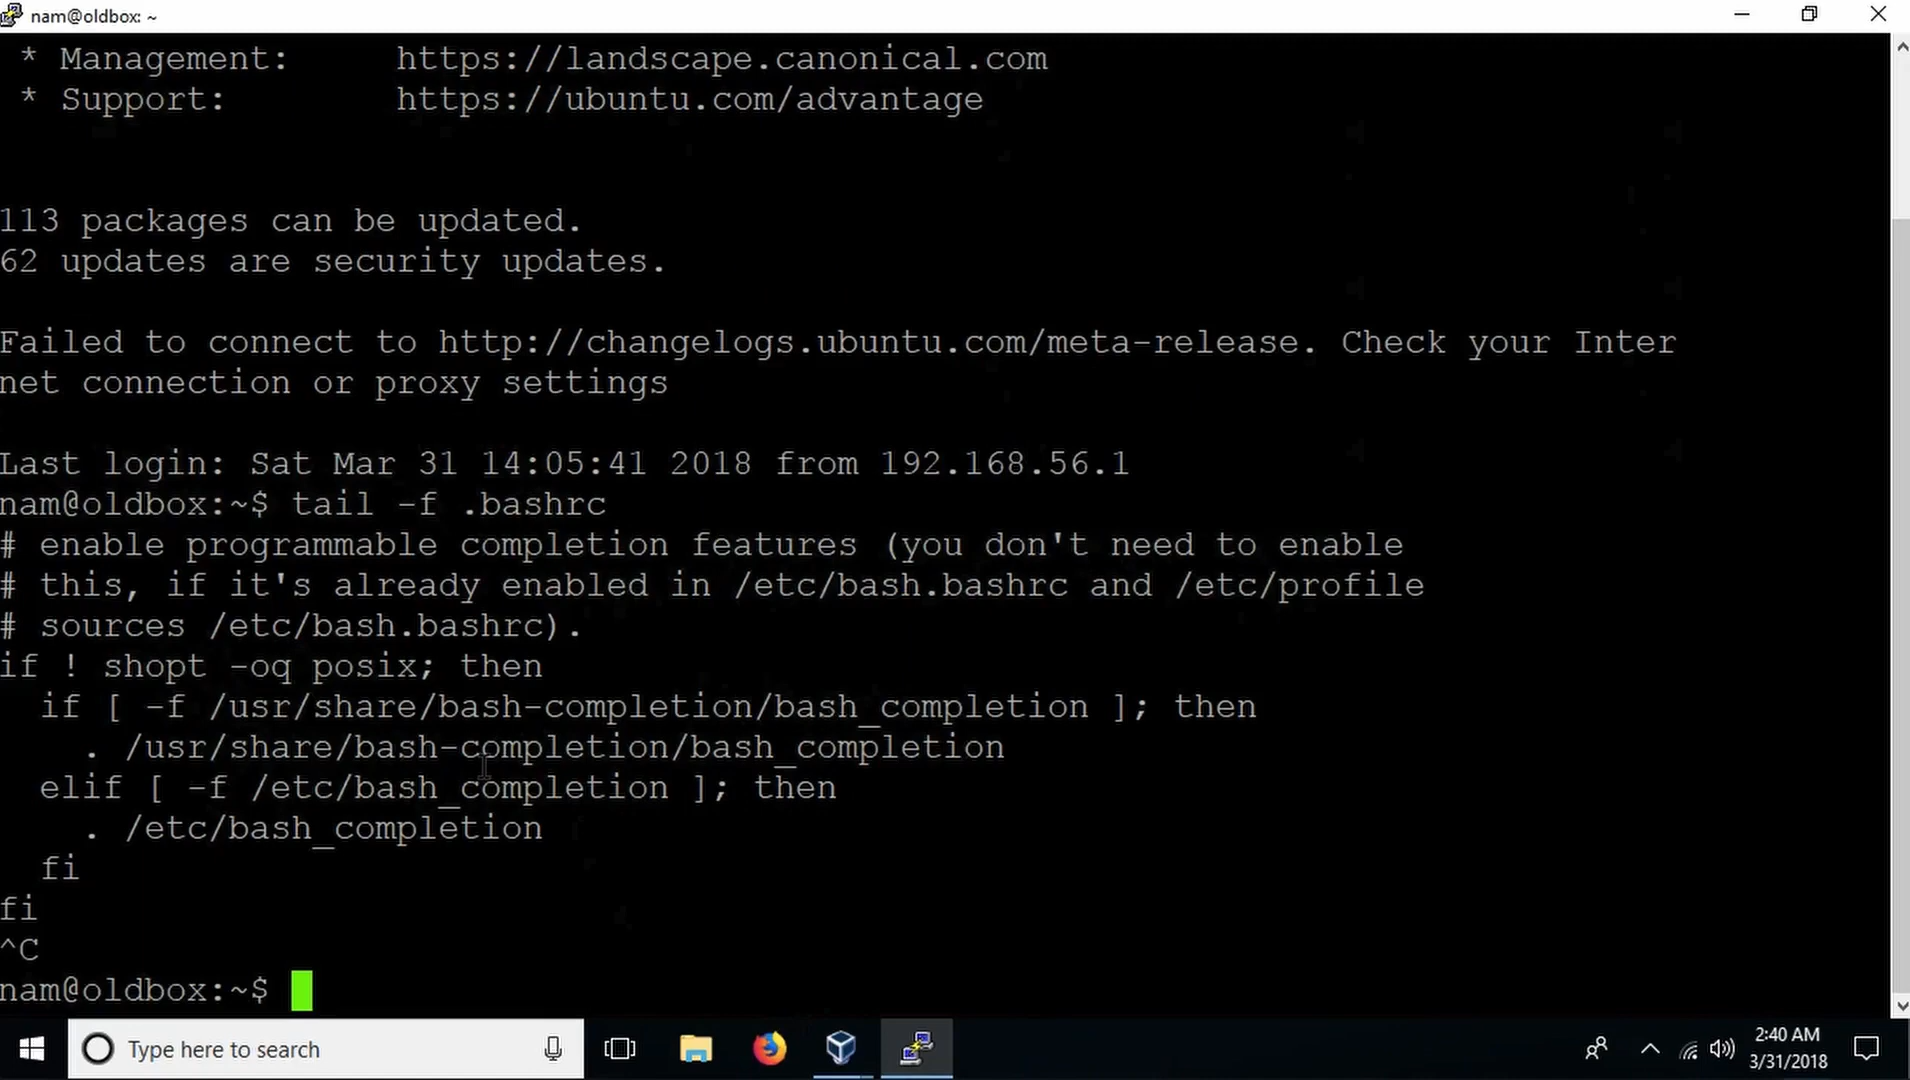 nam@oldbox: ~
* Management:     https://landscape.canonical.com
* Support:        https://ubuntu.com/advantage
113 packages can be updated.
62 updates are security updates.
Failed to connect to http://changelogs.ubuntu.com/meta-release. Check your Inter
net connection or proxy settings
Last login: Sat Mar 31 14:05:41 2018 from 192.168.56.1
nam@oldbox:~$ tail -f .bashrc
# enable programmable completion features (you don't need to enable
# this, if it's already enabled in /etc/bash.bashrc and /etc/profile
# sources /etc/bash.bashrc).
if ! shopt -oq posix; then
  if [ -f /usr/share/bash-completion/bash_completion ]; then
    . /usr/share/bash-completion/bash_completion
  elif [ -f /etc/bash_completion ]; then
    . /etc/bash_completion
  fi
fi
^C
nam@oldbox:~$
Type here to search
2:40 AM
3/31/2018